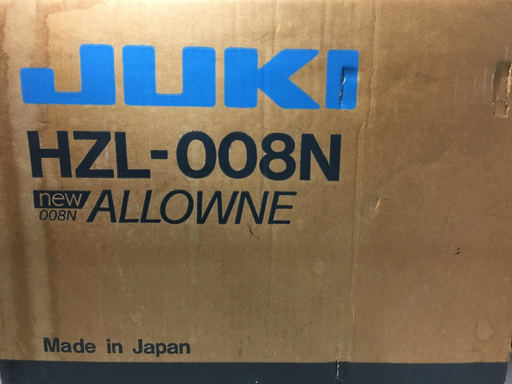 JUKI
HZL-008N
new 008N ALLOWNE
Made in Japan